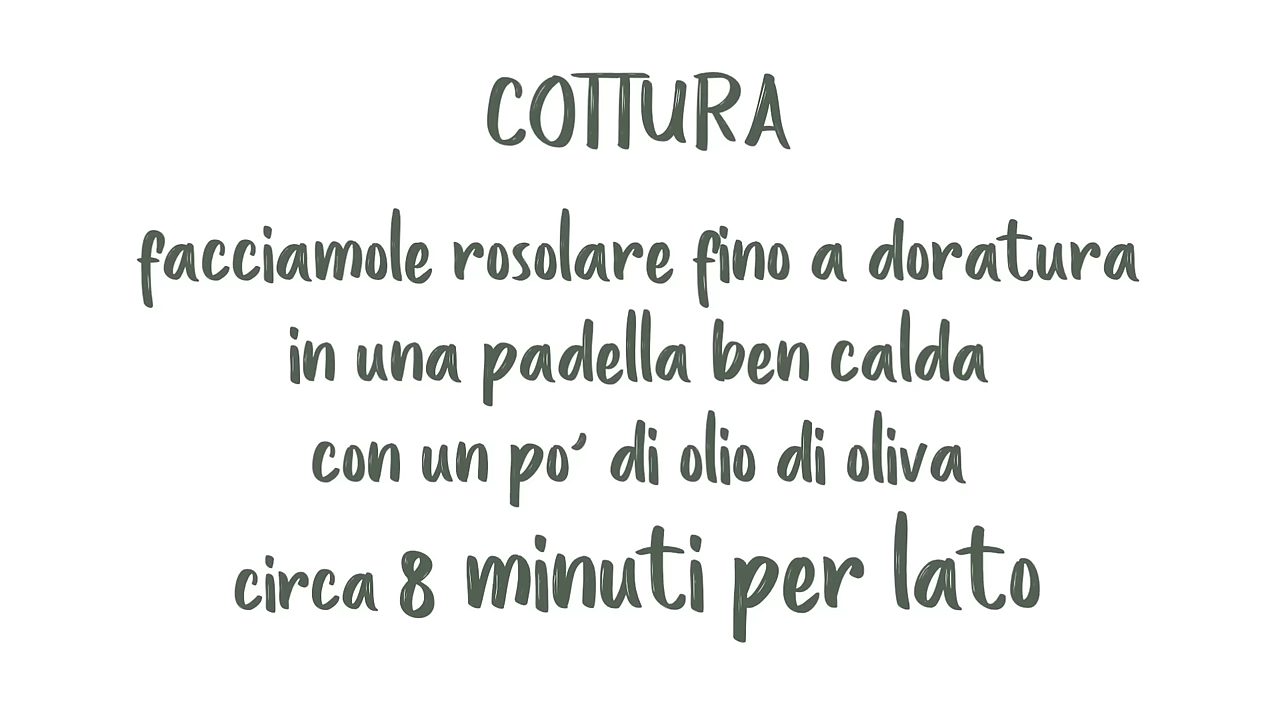 COTTURA
facciamole rosolare fino a doratura
in una padella ben calda
con un po’ di olio di oliva
circa 8 minuti per lato